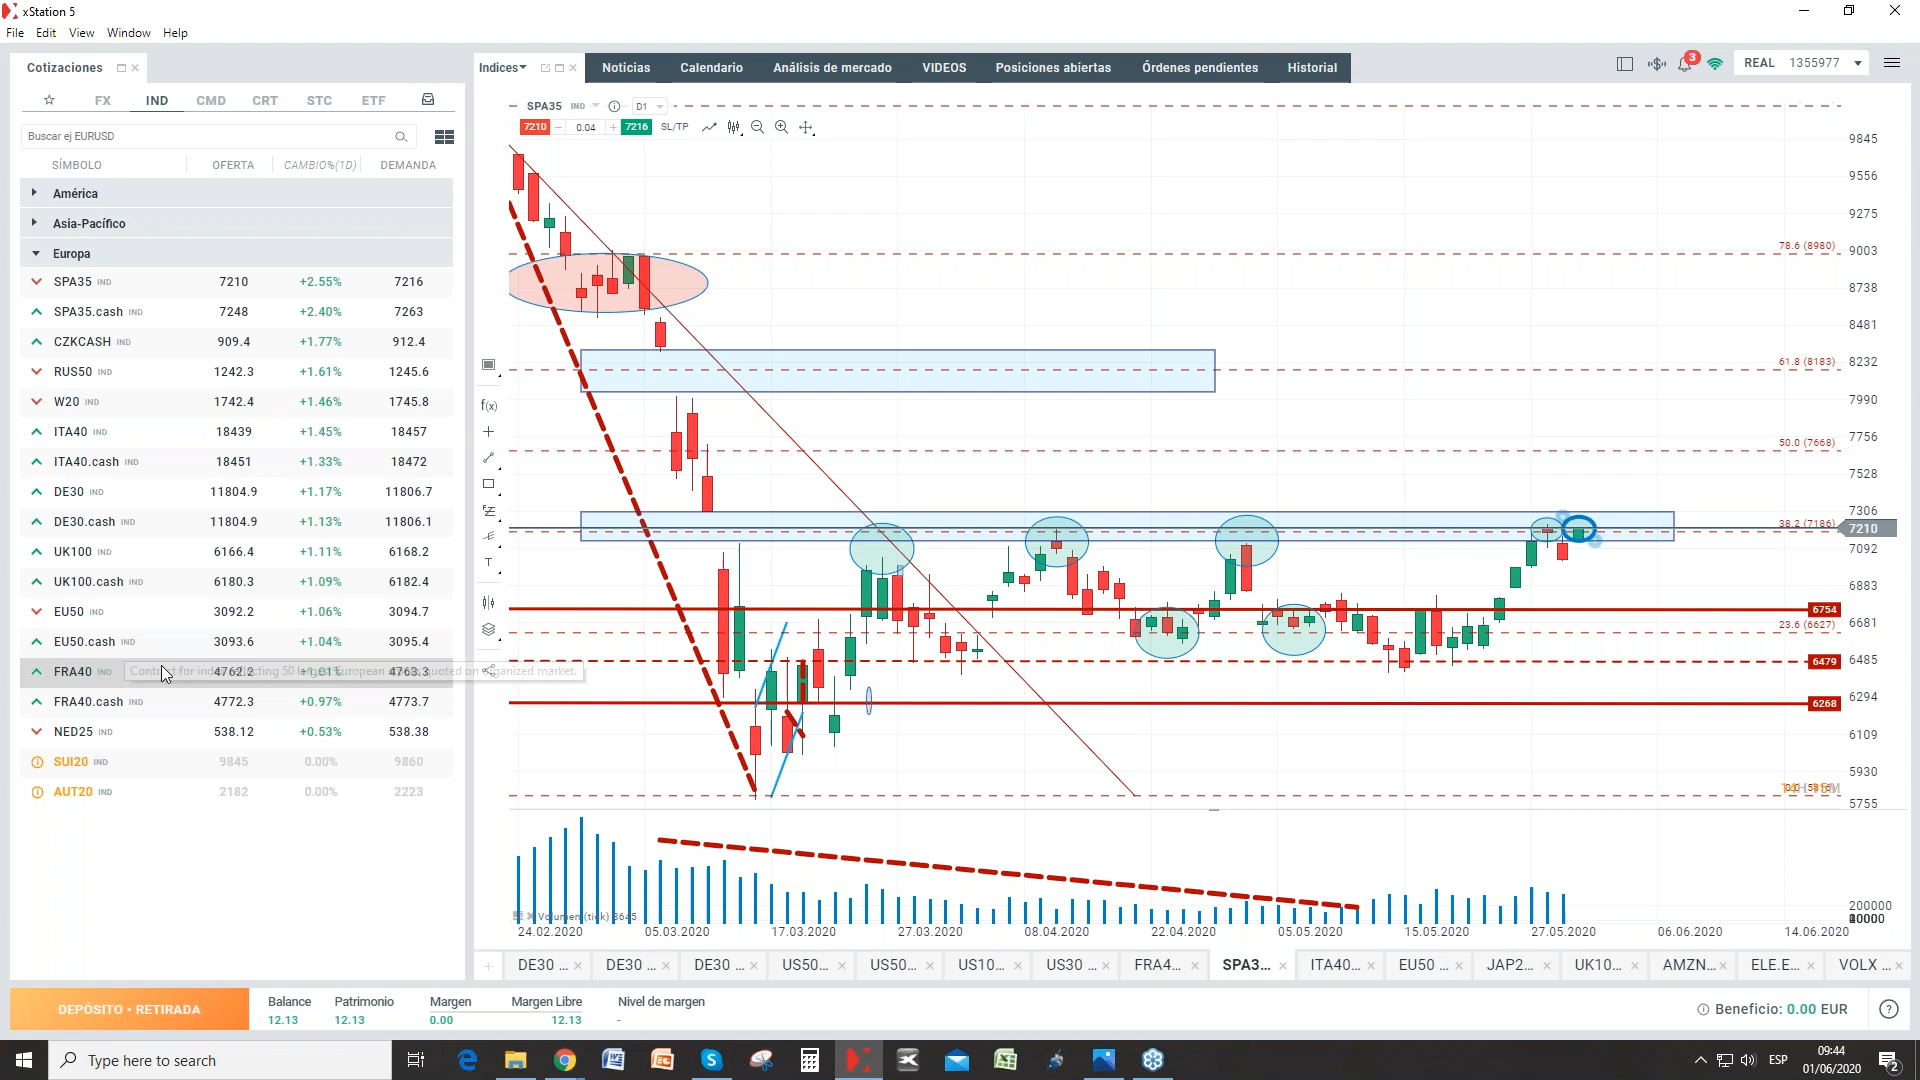 xStation 5
File Edit View Window Help
Cotizaciones
Indices
Noticias Calendario Análisis de mercado VIDEOS Posiciones abiertas Órdenes pendientes Historial
3
REAL 1355977
FX IND CMD CRT STC ETF
Buscar ej EURUSD
SÍMBOLO OFERTA CAMBIO%(1D) DEMANDA
América
Asia-Pacífico
Europa
SPA35 IND 7210 +2.55% 7216
SPA35.cash IND 7248 +2.40% 7263
CZKCASH IND 909.4 +1.77% 912.4
RUS50 IND 1242.3 +1.61% 1245.6
W20 IND 1742.4 +1.46% 1745.8
ITA40 IND 18439 +1.45% 18457
ITA40.cash IND 18451 +1.33% 18472
DE30 IND 11804.9 +1.17% 11806.7
DE30.cash IND 11804.9 +1.13% 11806.1
UK100 IND 6166.4 +1.11% 6168.2
UK100.cash IND 6180.3 +1.09% 6182.4
EU50 IND 3092.2 +1.06% 3094.7
EU50.cash IND 3093.6 +1.04% 3095.4
FRA40 IND 4762.2 4763.3
FRA40.cash IND 4772.3 +0.97% 4773.7
NED25 IND 538.12 +0.53% 538.38
SUI20 IND 9845 0.00% 9860
AUT20 IND 2182 0.00% 2223
SPA35 IND D1
7210 0.04 7216 SL/TP
f(x)
T
9845
9556
9275
78.6 (8980)
9003
8738
8481
61.8 (8183)
8232
7990
50.0 (7668)
7756
7528
7306
38.2 (7186)
7210
7092
6883
6754
23.6 (6627)
6681
6479
6485
6268
6294
6109
5930
5755
Volumen (tick) 8645
200000
24.02.2020 05.03.2020 17.03.2020 27.03.2020 08.04.2020 22.04.2020 05.05.2020 15.05.2020 27.05.2020 06.06.2020 14.06.2020
DE30 ... DE30 ... DE30 ... US50... US50... US10... US30 ... FRA4... SPA3... ITA40... EU50 ... JAP2... UK10... AMZN... ELE.E... VOLX ...
DEPÓSITO • RETIRADA
Balance Patrimonio Margen Margen Libre Nivel de margen
12.13 12.13 0.00 12.13 -
Beneficio: 0.00 EUR
Type here to search
ESP
09:44
01/06/2020
2